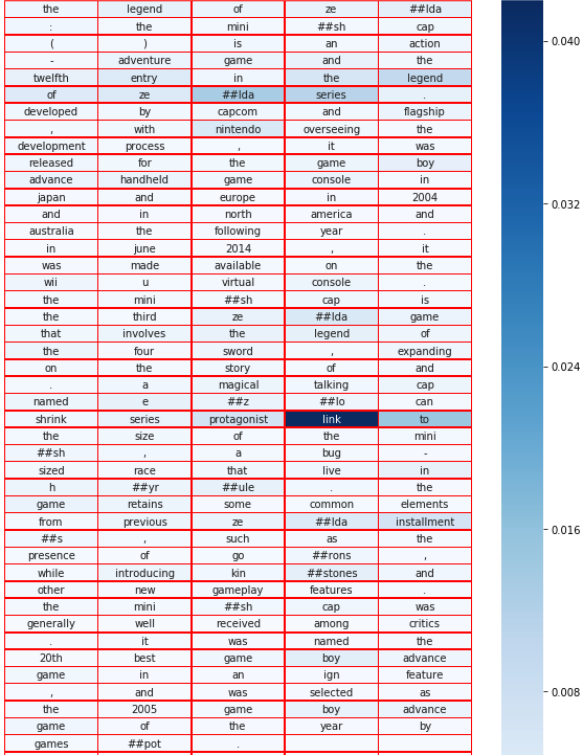 the legend of ze ##lda
: the mini ##sh cap
( ) is an action
- adventure game and the
twelfth entry in the legend
of ze ##lda series .
developed by capcom and flagship
, with nintendo overseeing the
development process , it was
released for the game boy
advance handheld game console in
japan and europe in 2004
and in north america and
australia the following year .
in june 2014 , it
was made available on the
wii u virtual console .
the mini ##sh cap is
the third ze ##lda game
that involves the legend of
the four sword , expanding
on the story of and
. a magical talking cap
named e ##z ##lo can
shrink series protagonist link to
the size of the mini
##sh , a bug -
sized race that live in
h ##yr ##ule . the
game retains some common elements
from previous ze ##lda installment
##s , such as the
presence of go ##rons ,
while introducing kin ##stones and
other new gameplay features .
the mini ##sh cap was
generally well received among critics
. it was named the
20th best game boy advance
game in an ign feature
, and was selected as
the 2005 game boy advance
game of the year by
games ##pot .
0.040
0.032
0.024
0.016
0.008